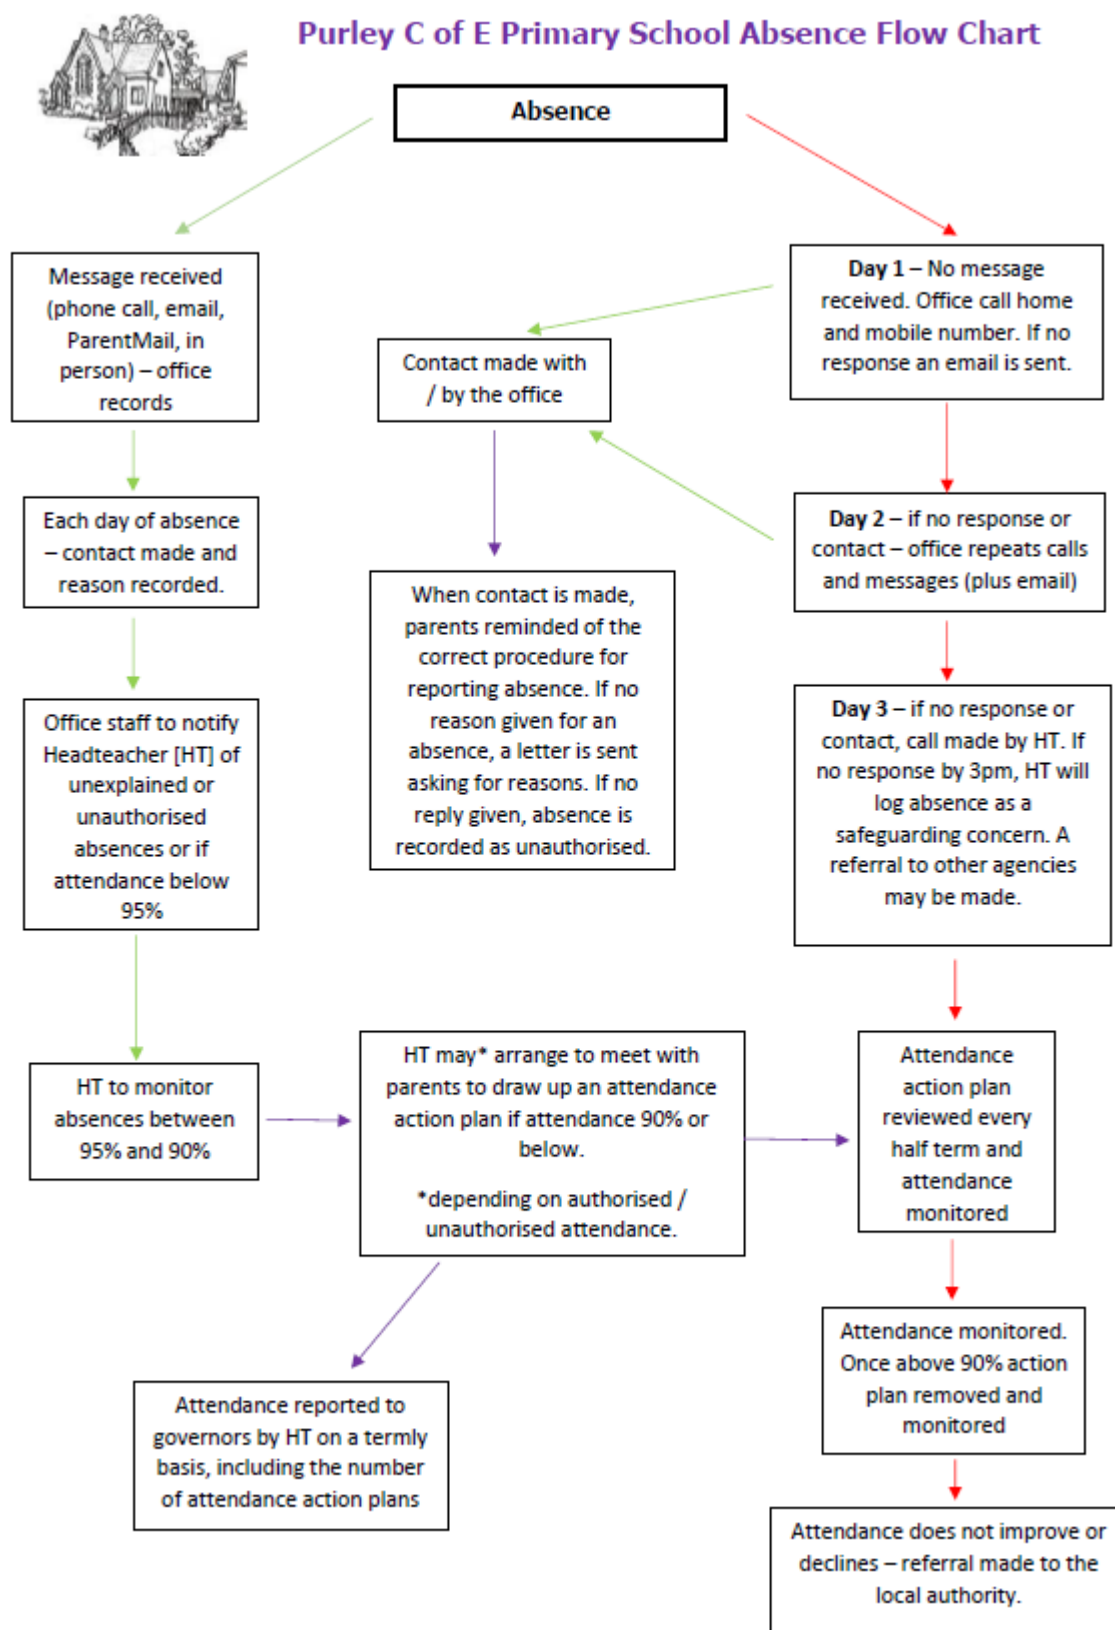 Purley C of E Primary School Absence Flow Chart
Absence
Message received
(phone call, email,
ParentMail, in
person) – office
records
Each day of absence
– contact made and
reason recorded.
Office staff to notify
Headteacher [HT] of
unexplained or
unauthorised
absences or if
attendance below
95%
HT to monitor
absences between
95% and 90%
Contact made with
/ by the office
When contact is made,
parents reminded of the
correct procedure for
reporting absence. If no
reason given for an
absence, a letter is sent
asking for reasons. If no
reply given, absence is
recorded as unauthorised.
Day 1 – No message
received. Office call home
and mobile number. If no
response an email is sent.
Day 2 – if no response or
contact – office repeats calls
and messages (plus email)
Day 3 – if no response or
contact, call made by HT. If
no response by 3pm, HT will
log absence as a
safeguarding concern. A
referral to other agencies
may be made.
HT may* arrange to meet with
parents to draw up an attendance
action plan if attendance 90% or
below.
*depending on authorised /
unauthorised attendance.
Attendance
action plan
reviewed every
half term and
attendance
monitored
Attendance monitored.
Once above 90% action
plan removed and
monitored
Attendance reported to
governors by HT on a termly
basis, including the number
of attendance action plans
Attendance does not improve or
declines – referral made to the
local authority.